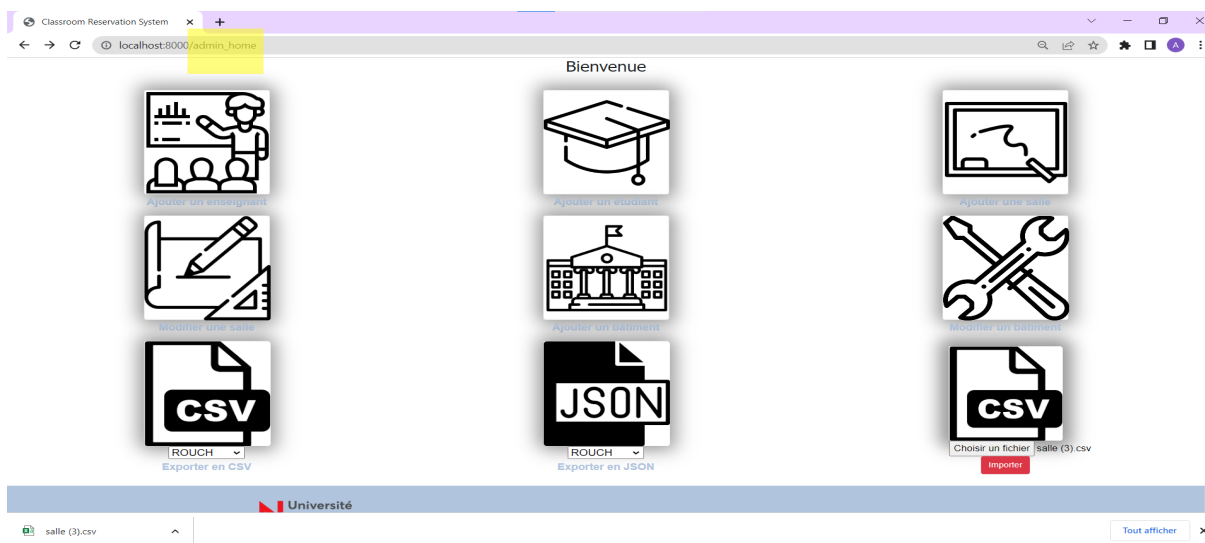 Classroom Reservation System
localhost:8000/admin_home
A
Bienvenue
Ajouter un enseignant
Ajouter un étudiant
Ajouter une salle
Modifier une salle
Ajouter un batiment
Modifier un batiment
CSV
JSON
CSV
ROUCH
ROUCH
Choisir un fichier salle (3).csv
Exporter en CSV
Exporter en JSON
Importer
Université
salle (3).csv
Tout afficher